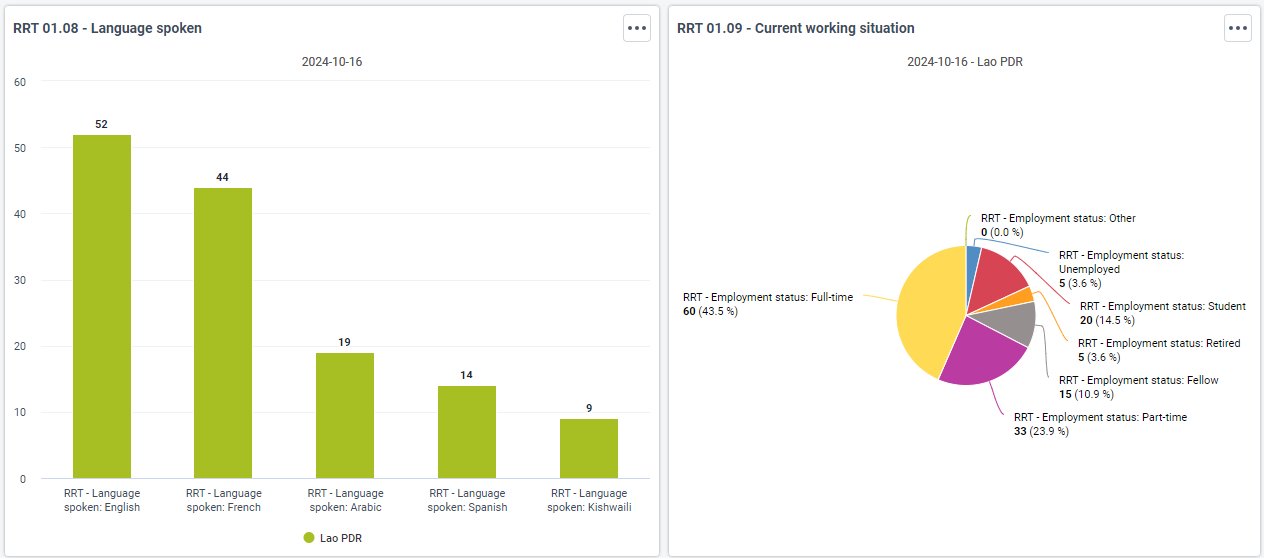 RRT 01.08 - Language spoken
2024-10-16
60
50
40
30
20
10
0
52
44
19
14
9
RRT - Language
spoken: English
RRT - Language
spoken: French
RRT - Language
spoken: Arabic
RRT - Language
spoken: Spanish
RRT - Language
spoken: Kishwaili
Lao PDR
RRT 01.09 - Current working situation
2024-10-16 - Lao PDR
RRT - Employment status: Other
0 (0.0 %)
RRT - Employment status:
Unemployed
5 (3.6 %)
RRT - Employment status: Student
20 (14.5 %)
RRT - Employment status: Retired
5 (3.6 %)
RRT - Employment status: Fellow
15 (10.9 %)
RRT - Employment status: Part-time
33 (23.9 %)
RRT - Employment status: Full-time
60 (43.5 %)